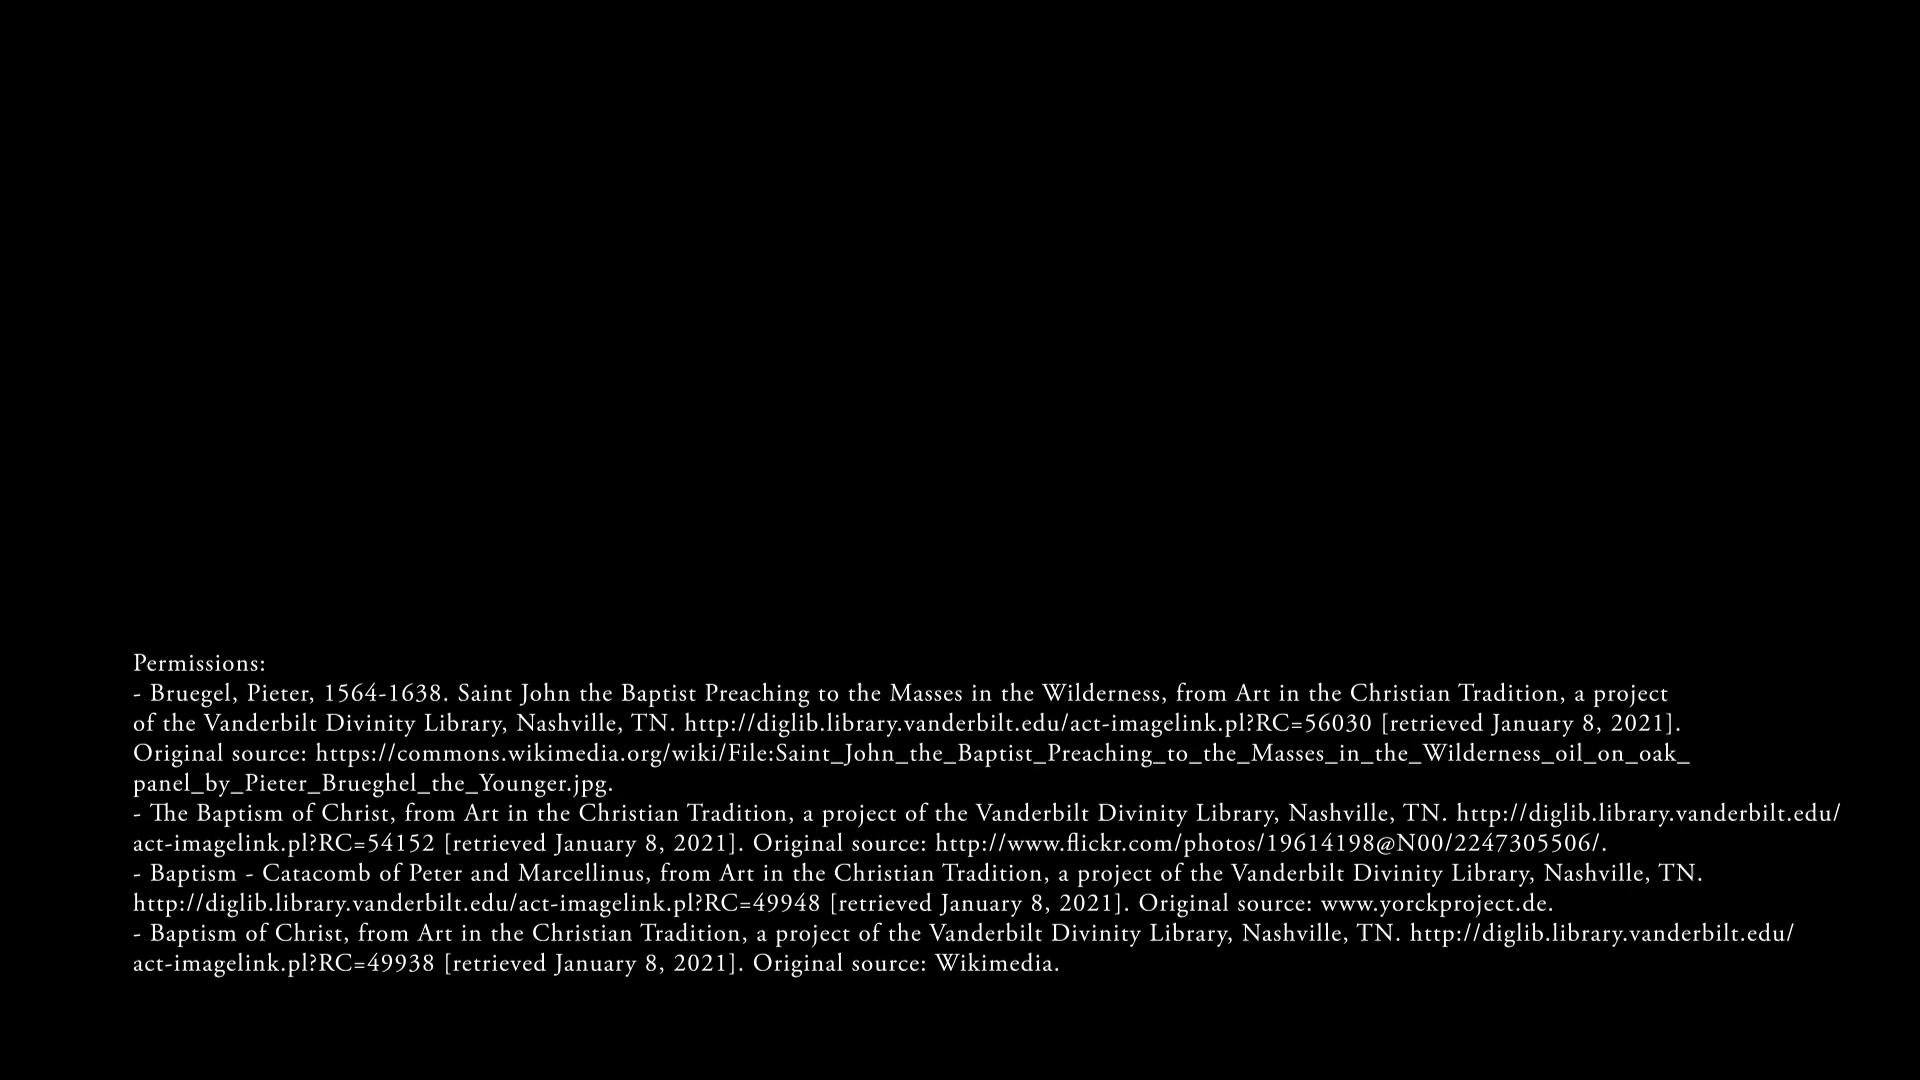 Permissions:
- Bruegel, Pieter, 1564-1638. Saint John the Baptist Preaching to the Masses in the Wilderness, from Art in the Christian Tradition, a project
of the Vanderbilt Divinity Library, Nashville, TN. http://diglib.library.vanderbilt.edu/act-imagelink.pl?RC=56030 [retrieved January 8, 2021].
Original source: https://commons.wikimedia.org/wiki/File:Saint_John_the_Baptist_Preaching_to_the_Masses_in_the_Wilderness_oil_on_oak_
panel_by_Pieter_Brueghel_the_Younger.jpg.
- The Baptism of Christ, from Art in the Christian Tradition, a project of the Vanderbilt Divinity Library, Nashville, TN. http://diglib.library.vanderbilt.edu/
act-imagelink.pl?RC=54152 [retrieved January 8, 2021]. Original source: http://www.flickr.com/photos/19614198@N00/2247305506/.
- Baptism - Catacomb of Peter and Marcellinus, from Art in the Christian Tradition, a project of the Vanderbilt Divinity Library, Nashville, TN.
http://diglib.library.vanderbilt.edu/act-imagelink.pl?RC=49948 [retrieved January 8, 2021]. Original source: www.yorckproject.de.
- Baptism of Christ, from Art in the Christian Tradition, a project of the Vanderbilt Divinity Library, Nashville, TN. http://diglib.library.vanderbilt.edu/
act-imagelink.pl?RC=49938 [retrieved January 8, 2021]. Original source: Wikimedia.